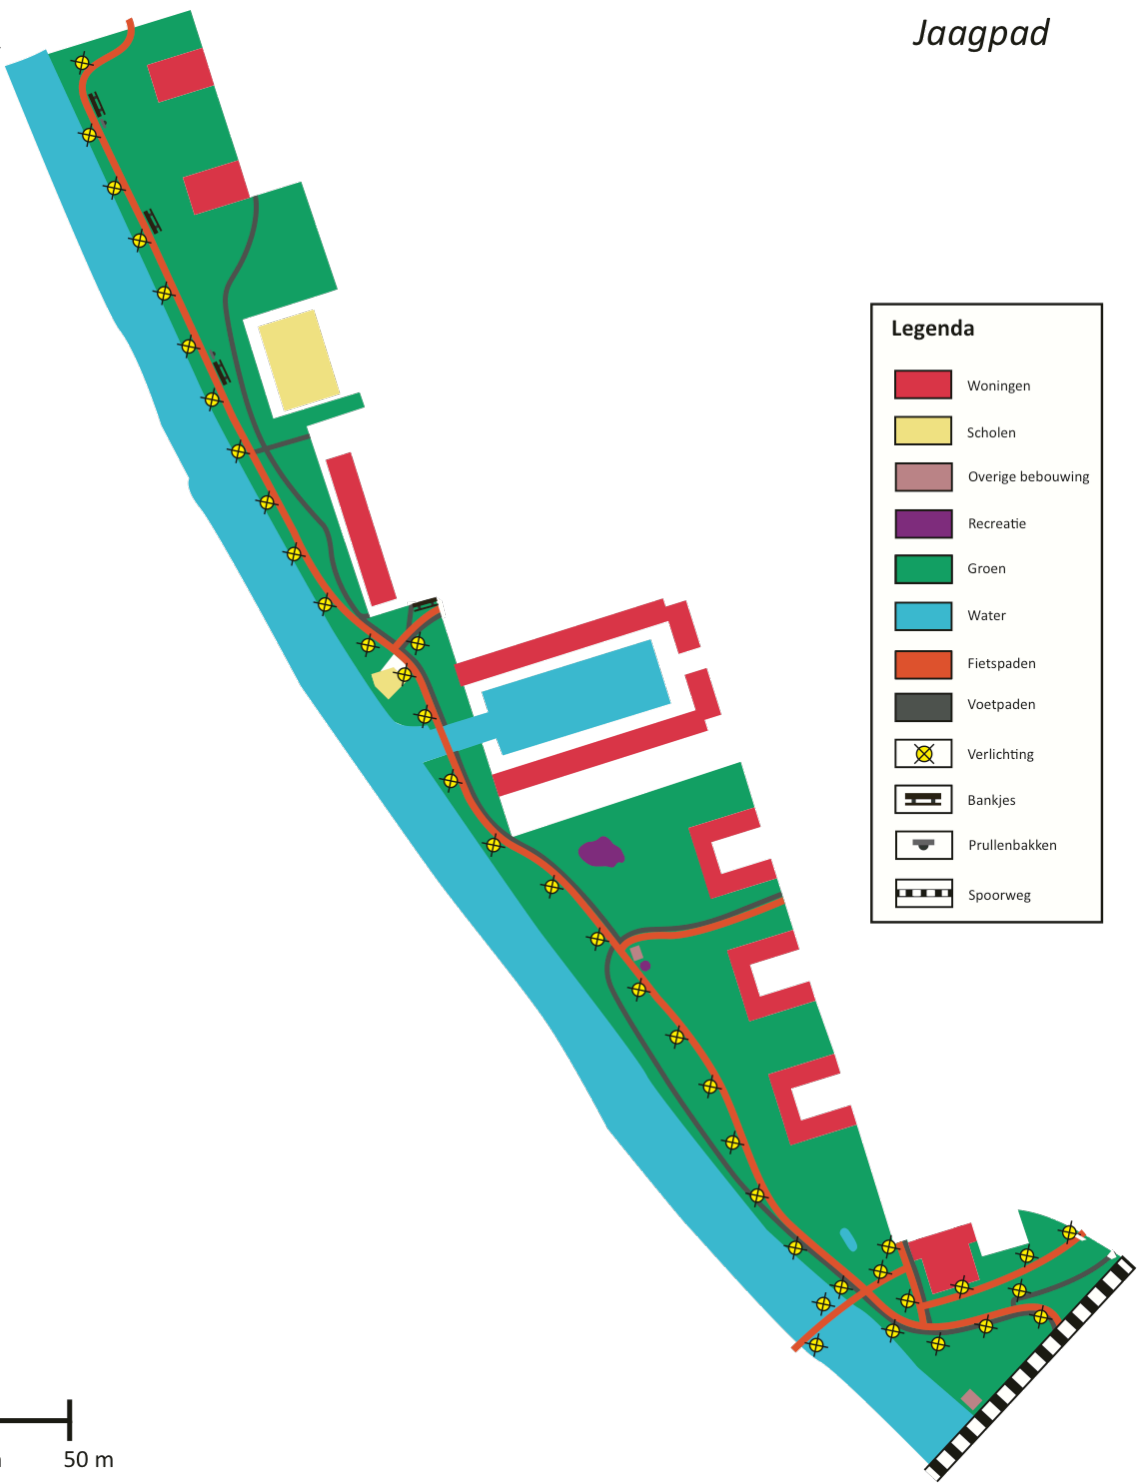 Jaagpad
Legenda
Woningen
Scholen
Overige bebouwing
Recreatie
Groen
Water
Fietspaden
Voetpaden
Verlichting
Bankjes
Prullenbakken
Spoorweg
50 m